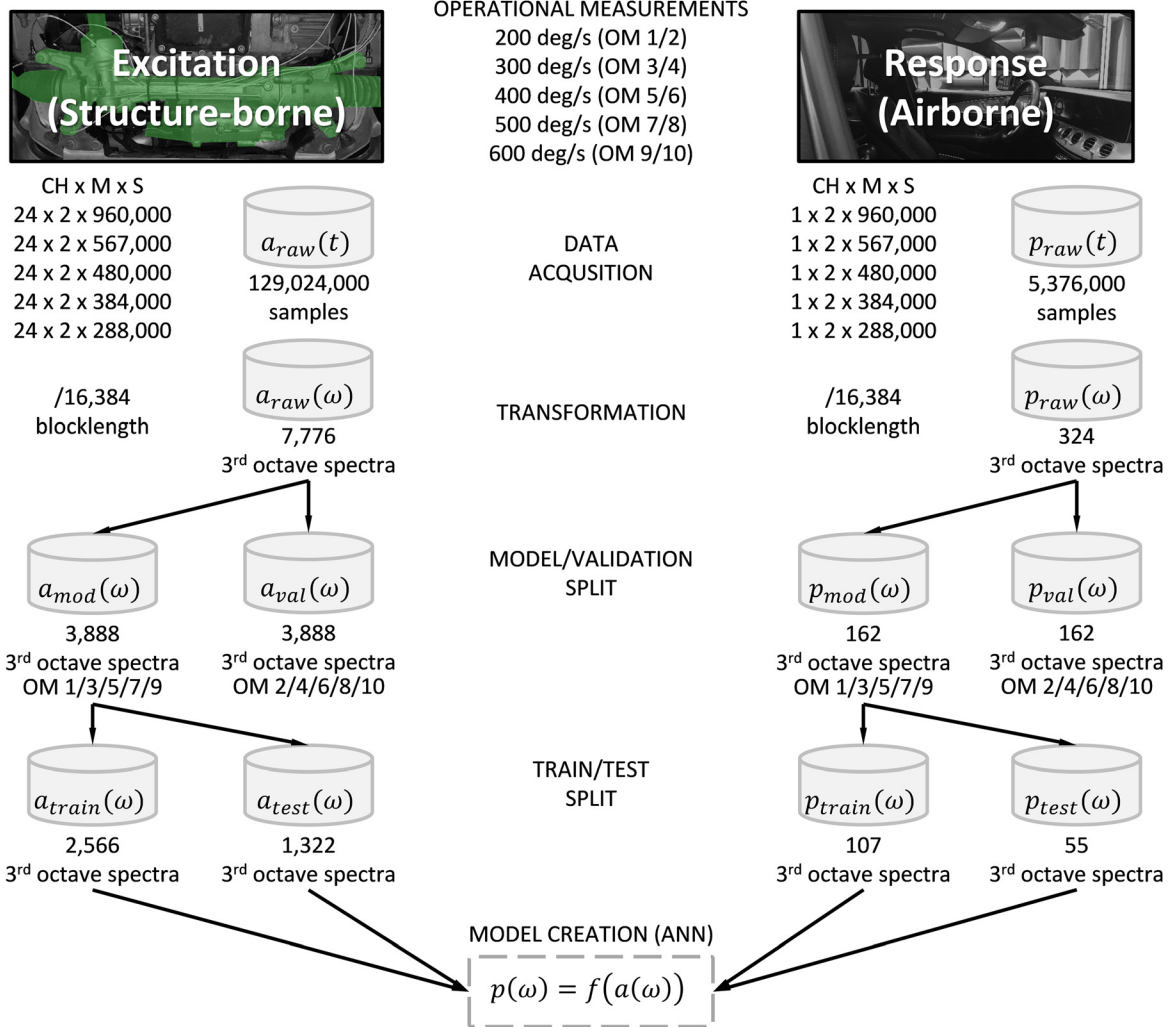 OPERATIONAL MEASUREMENTS
200 deg/s (OM 1/2)
300 deg/s (OM 3/4)
400 deg/s (OM 5/6)
500 deg/s (OM 7/8)
600 deg/s (OM 9/10)
Excitation
(Structure-borne)
Response
(Airborne)
CH x M x S
24 x 2 x 960,000
24 x 2 x 567,000
24 x 2 x 480,000
24 x 2 x 384,000
24 x 2 x 288,000
a_raw(t)
129,024,000
samples
DATA
ACQUSITION
CH x M x S
1 x 2 x 960,000
1 x 2 x 567,000
1 x 2 x 480,000
1 x 2 x 384,000
1 x 2 x 288,000
p_raw(t)
5,376,000
samples
/16,384
blocklength
a_raw(ω)
7,776
3rd octave spectra
TRANSFORMATION
/16,384
blocklength
p_raw(ω)
324
3rd octave spectra
a_mod(ω)
3,888
3rd octave spectra
OM 1/3/5/7/9
a_val(ω)
3,888
3rd octave spectra
OM 2/4/6/8/10
MODEL/VALIDATION
SPLIT
p_mod(ω)
162
3rd octave spectra
OM 1/3/5/7/9
p_val(ω)
162
3rd octave spectra
OM 2/4/6/8/10
a_train(ω)
2,566
3rd octave spectra
a_test(ω)
1,322
3rd octave spectra
TRAIN/TEST
SPLIT
p_train(ω)
107
3rd octave spectra
p_test(ω)
55
3rd octave spectra
MODEL CREATION (ANN)
p(ω) = f(a(ω))